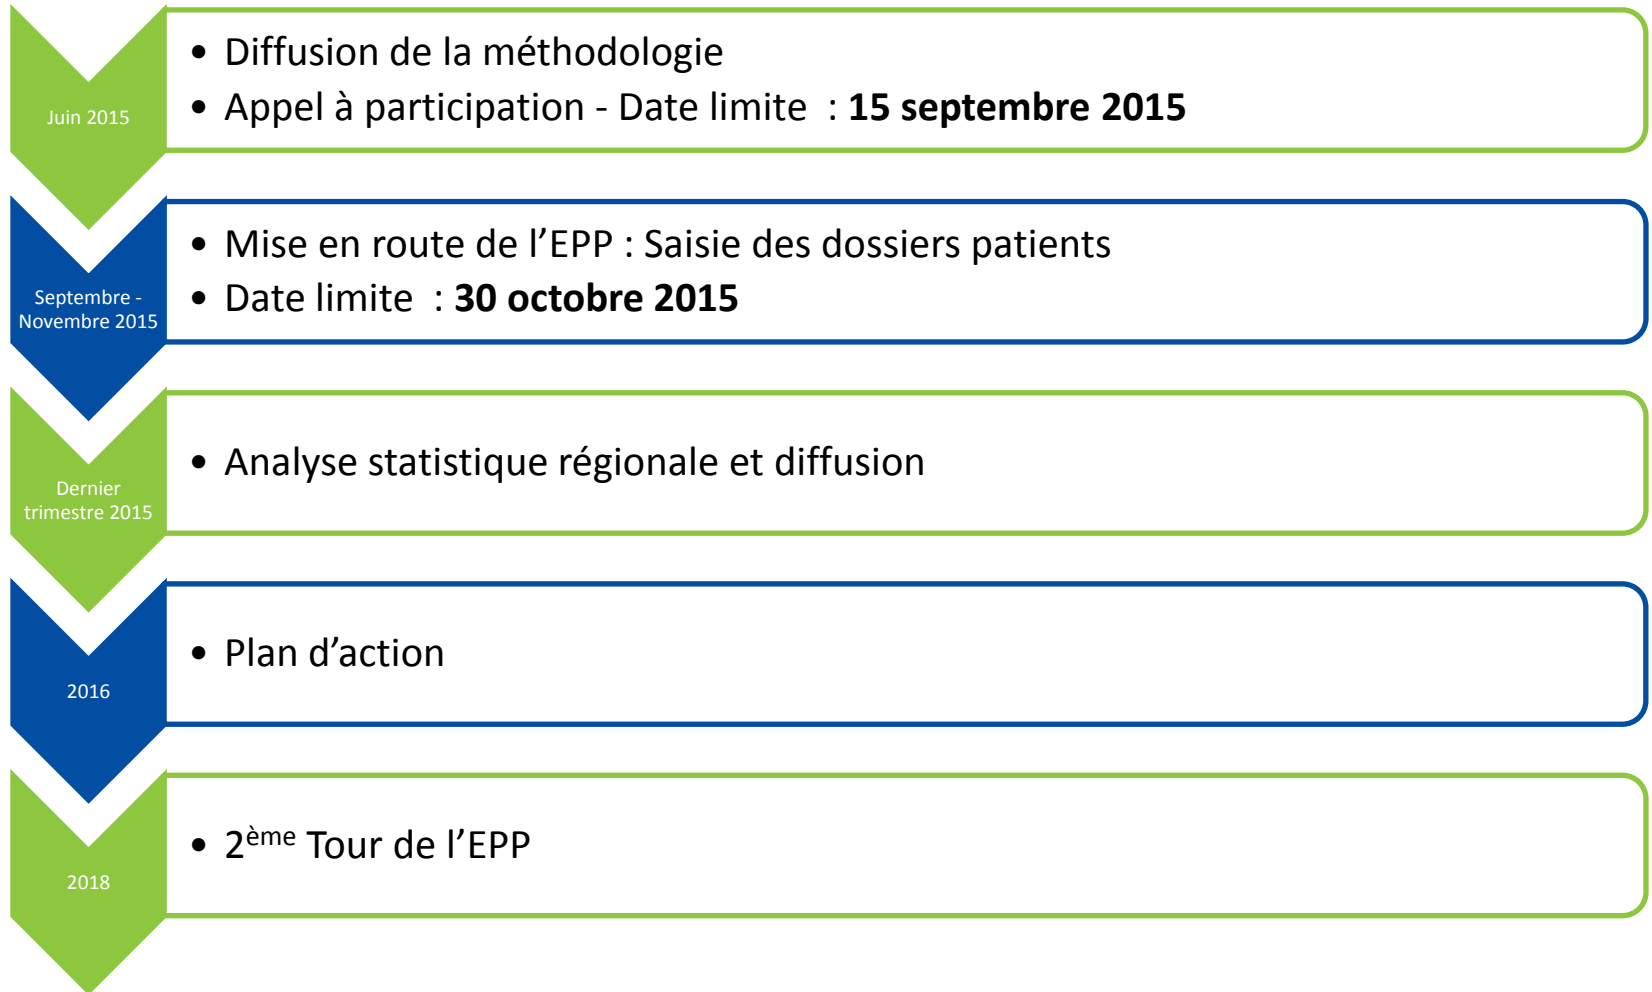 Juin 2015
• Diffusion de la méthodologie
• Appel à participation - Date limite : 15 septembre 2015
Septembre -
Novembre 2015
• Mise en route de l’EPP : Saisie des dossiers patients
• Date limite : 30 octobre 2015
Dernier
trimestre 2015
• Analyse statistique régionale et diffusion
2016
• Plan d’action
2018
• 2ème Tour de l’EPP